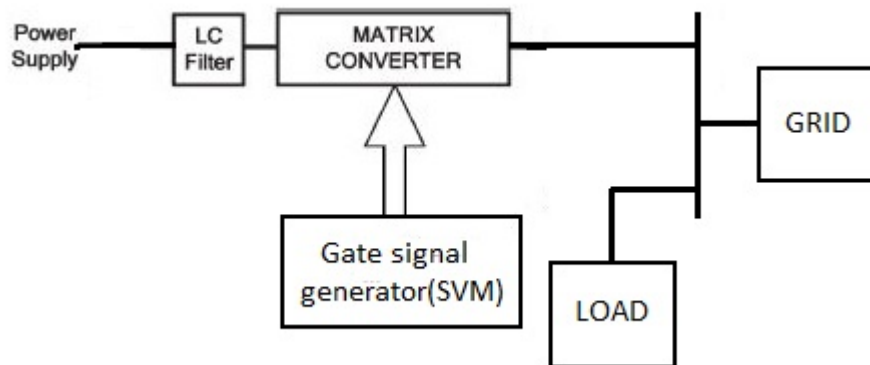 Power
Supply
LC
Filter
MATRIX
CONVERTER
GRID
Gate signal
generator(SVM)
LOAD